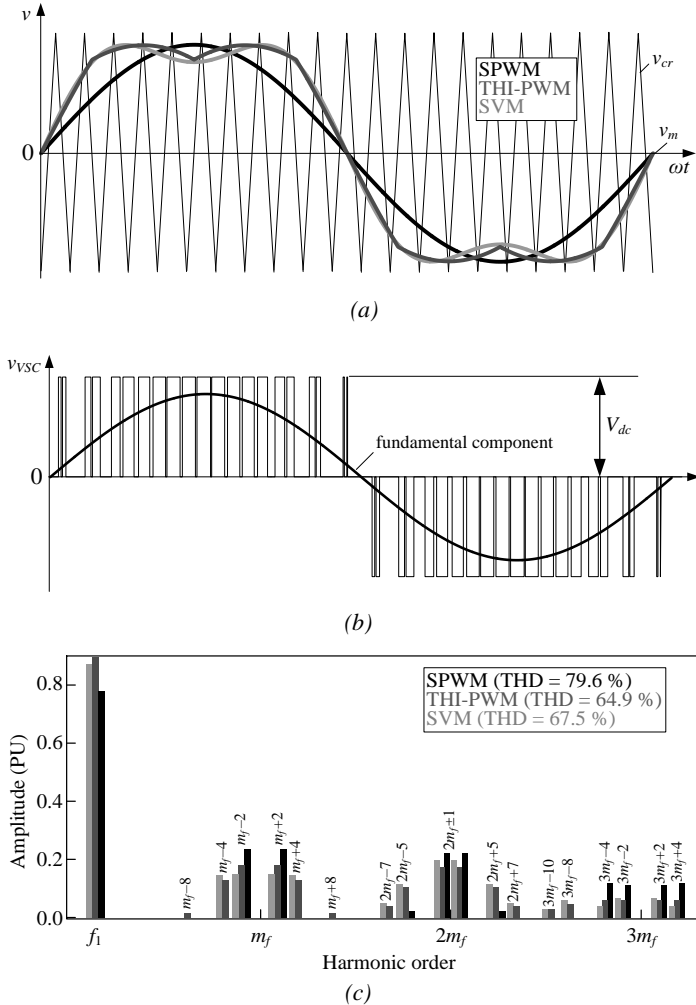 v
SPWM
THI-PWM
SVM
v_cr
v_m
0
ωt
(a)
v_VSC
V_dc
fundamental component
0
(b)
SPWM (THD = 79.6 %)
THI-PWM (THD = 64.9 %)
SVM (THD = 67.5 %)
Amplitude (PU)
0.8
0.6
0.4
0.2
0.0
m_f−8
m_f−4
m_f−2
m_f+2
m_f+4
m_f+8
2m_f−7
2m_f−5
2m_f±1
2m_f+5
2m_f+7
3m_f−10
3m_f−8
3m_f−4
3m_f−2
3m_f+2
3m_f+4
f_1
m_f
2m_f
3m_f
Harmonic order
(c)